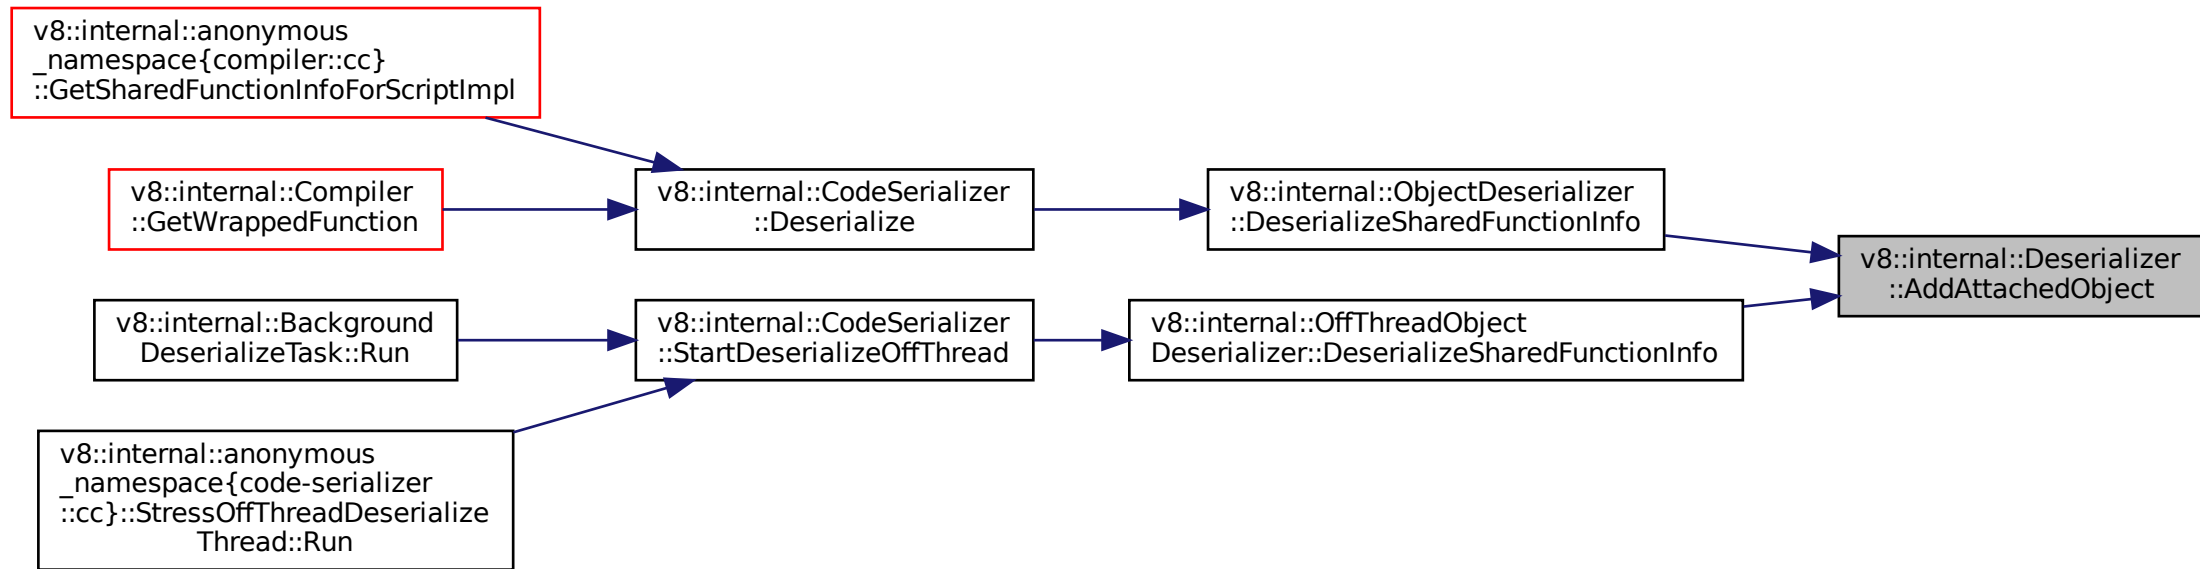 v8::internal::anonymous
_namespace{compiler::cc}
::GetSharedFunctionInfoForScriptImpl
v8::internal::Compiler
::GetWrappedFunction
v8::internal::CodeSerializer
::Deserialize
v8::internal::ObjectDeserializer
::DeserializeSharedFunctionInfo
v8::internal::Deserializer
::AddAttachedObject
v8::internal::Background
DeserializeTask::Run
v8::internal::CodeSerializer
::StartDeserializeOffThread
v8::internal::OffThreadObject
Deserializer::DeserializeSharedFunctionInfo
v8::internal::anonymous
_namespace{code-serializer
::cc}::StressOffThreadDeserialize
Thread::Run